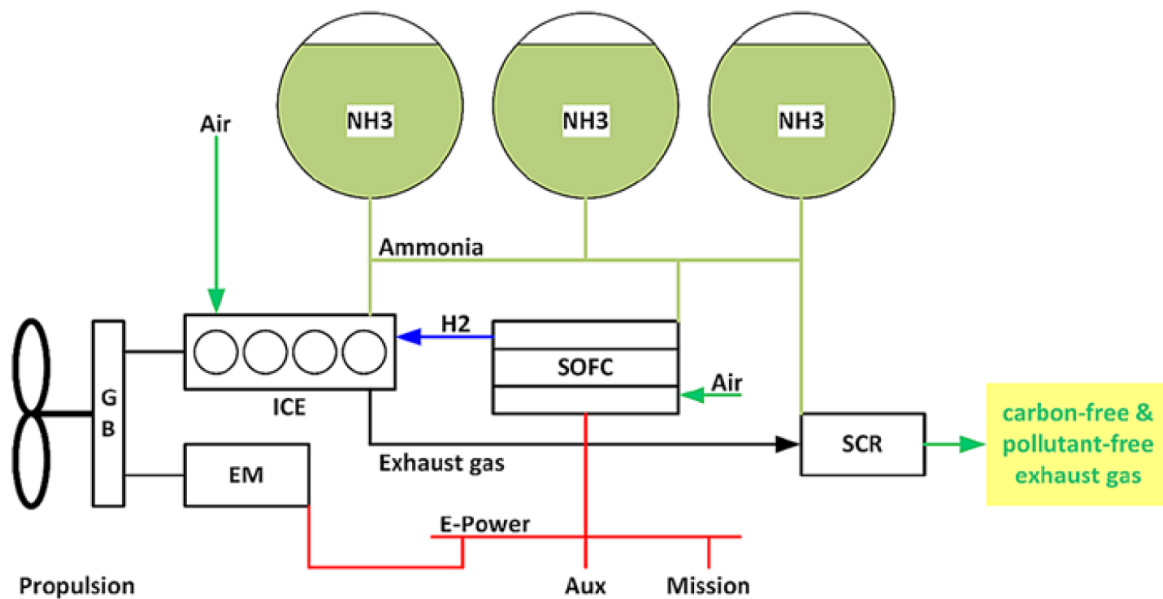 NH3
NH3
NH3
Air
Ammonia
H2
SOFC
Air
G
B
ICE
carbon-free &
pollutant-free
exhaust gas
SCR
Exhaust gas
EM
E-Power
Propulsion
Aux
Mission